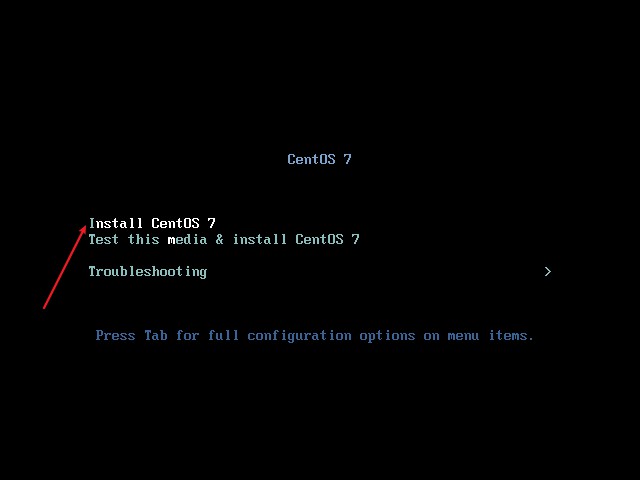 CentOS 7
Install CentOS 7
Test this media & install CentOS 7
Troubleshooting >
Press Tab for full configuration options on menu items.